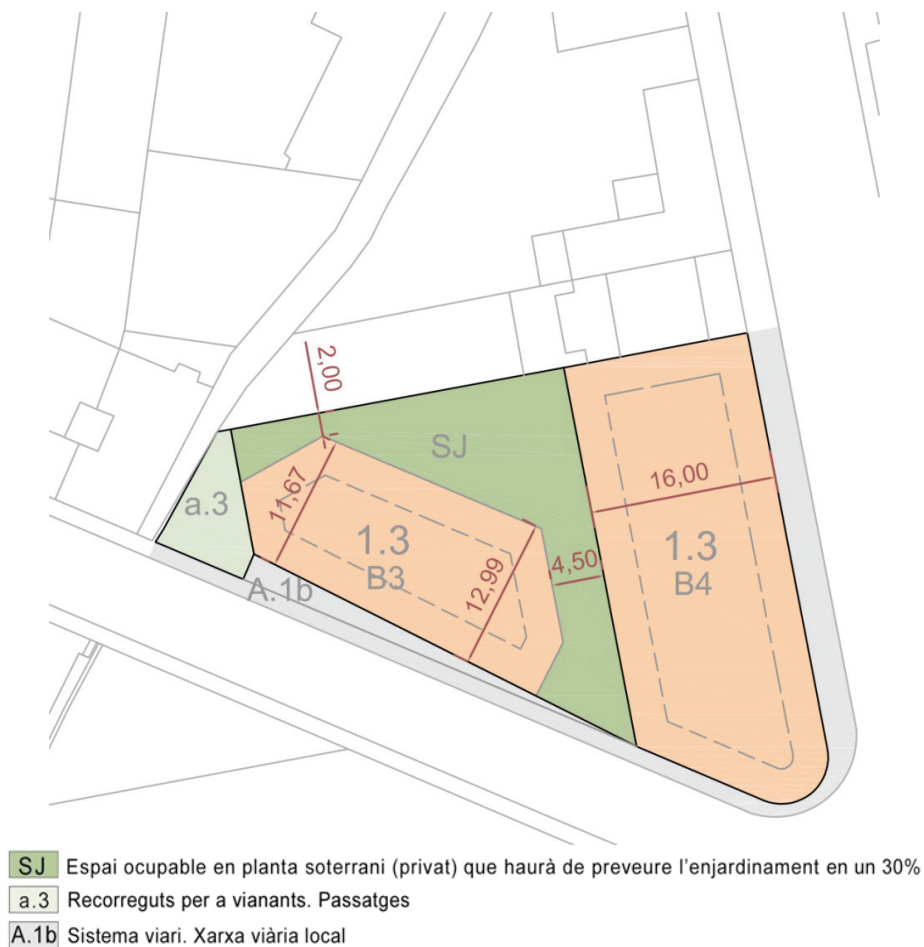 2,00
SJ
11,67
16,00
a.3
1.3
B3
12,99
4,50
1.3
B4
A.1b
SJ Espai ocupable en planta soterrani (privat) que haurà de preveure l'enjardinament en un 30%
a.3 Recorreguts per a vianants. Passatges
A.1b Sistema viari. Xarxa viària local